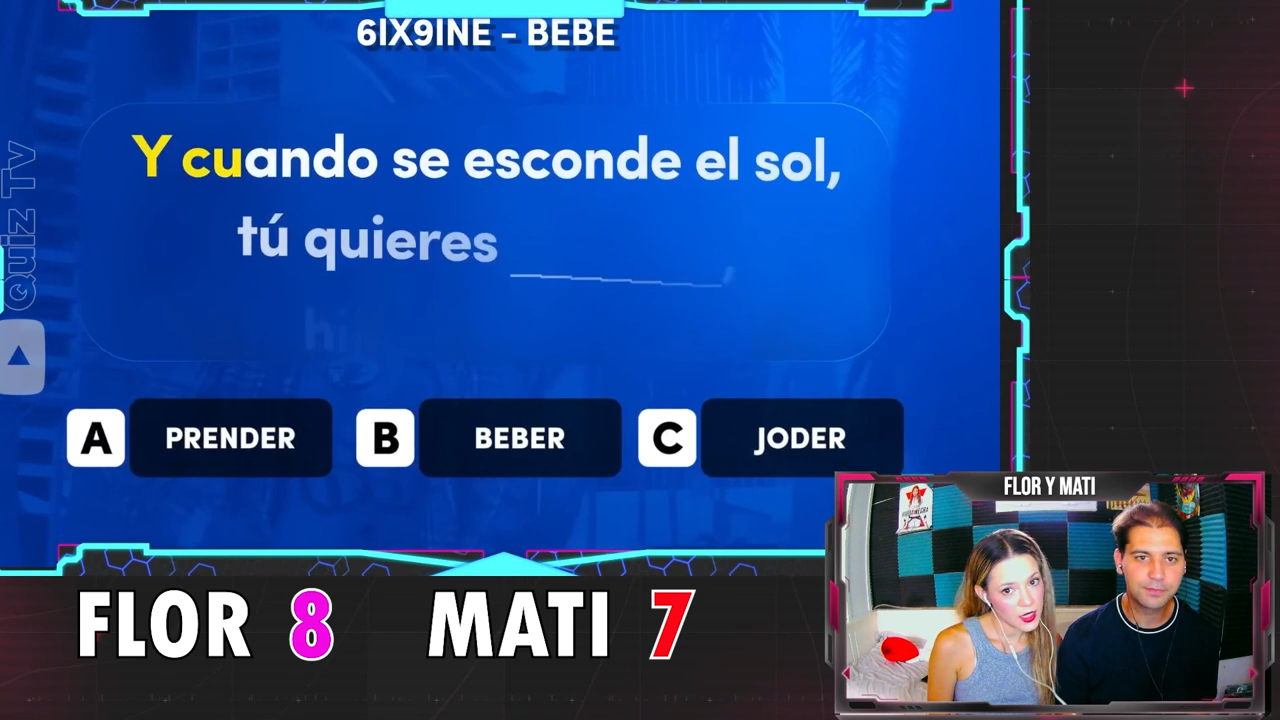 6IX9INE - BEBE
Y cuando se esconde el sol,
tú quieres ________,
Quiz Tv
A PRENDER B BEBER C JODER
FLOR Y MATI
FLOR 8 MATI 7